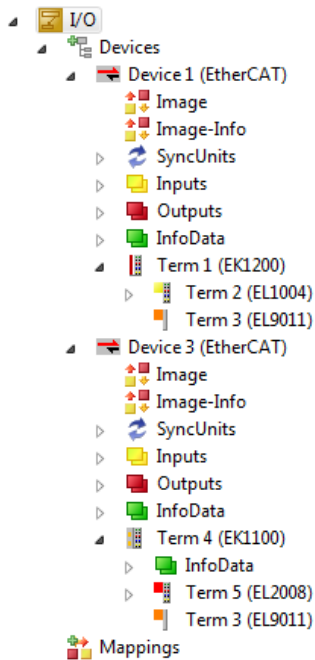 I/O
Devices
Device 1 (EtherCAT)
Image
Image-Info
SyncUnits
Inputs
Outputs
InfoData
Term 1 (EK1200)
Term 2 (EL1004)
Term 3 (EL9011)
Device 3 (EtherCAT)
Image
Image-Info
SyncUnits
Inputs
Outputs
InfoData
Term 4 (EK1100)
InfoData
Term 5 (EL2008)
Term 3 (EL9011)
Mappings